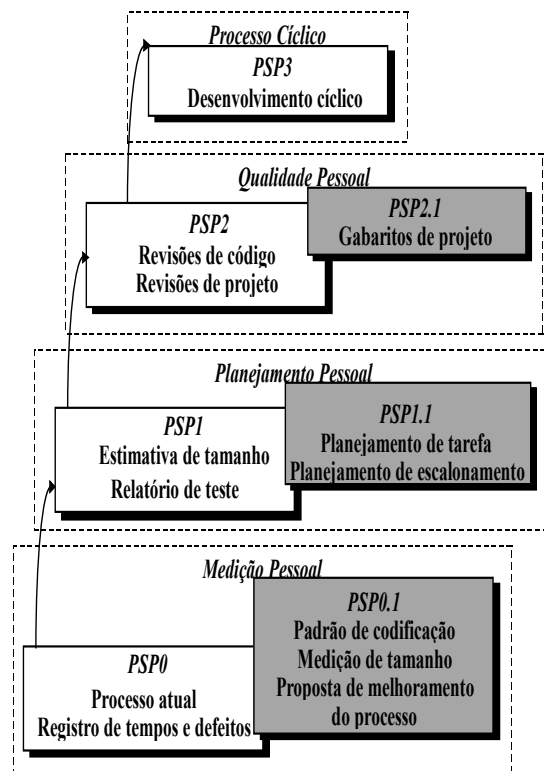 Processo Cíclico
PSP3
Desenvolvimento cíclico
Qualidade Pessoal
PSP2
Revisões de código
Revisões de projeto
PSP2.1
Gabaritos de projeto
Planejamento Pessoal
PSP1
Estimativa de tamanho
Relatório de teste
PSP1.1
Planejamento de tarefa
Planejamento de escalonamento
Medição Pessoal
PSP0
Processo atual
Registro de tempos e defeitos
PSP0.1
Padrão de codificação
Medição de tamanho
Proposta de melhoramento
do processo